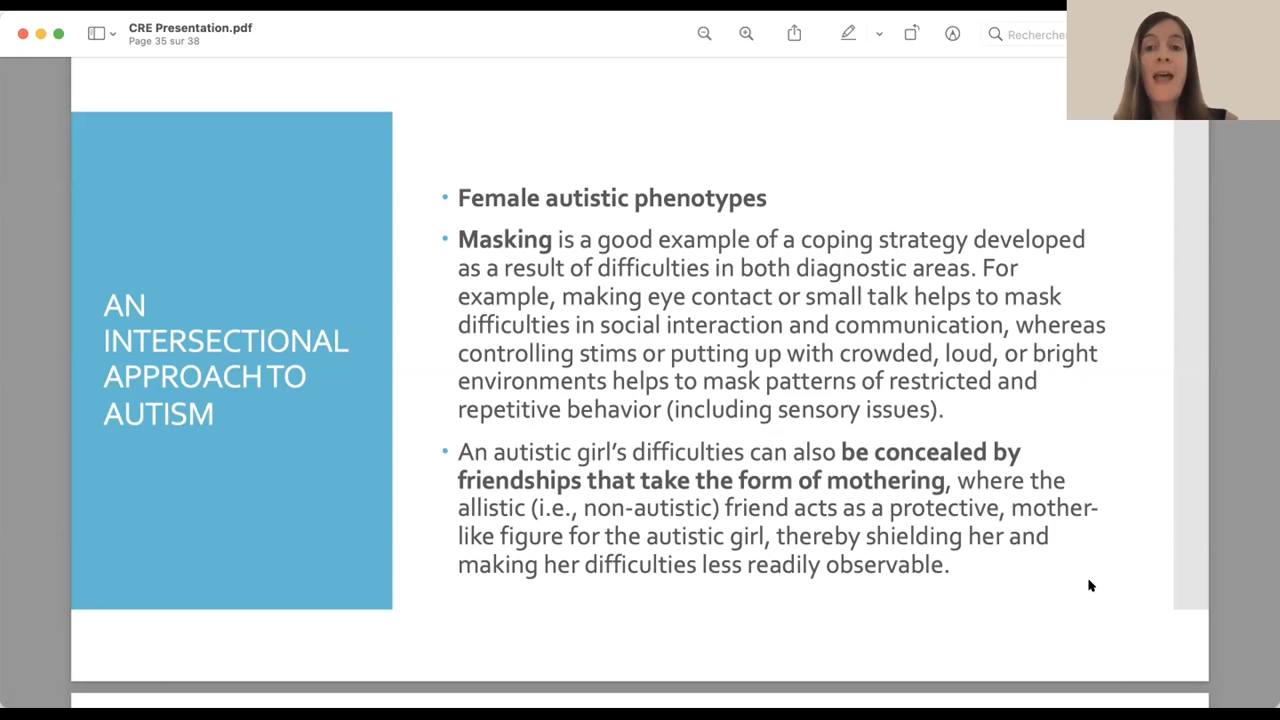 CRE Presentation.pdf
Page 35 sur 38
Rechercher
AN
INTERSECTIONAL
APPROACH TO
AUTISM
• Female autistic phenotypes
• Masking is a good example of a coping strategy developed
as a result of difficulties in both diagnostic areas. For
example, making eye contact or small talk helps to mask
difficulties in social interaction and communication, whereas
controlling stims or putting up with crowded, loud, or bright
environments helps to mask patterns of restricted and
repetitive behavior (including sensory issues).
• An autistic girl’s difficulties can also be concealed by
friendships that take the form of mothering, where the
allistic (i.e., non-autistic) friend acts as a protective, mother-
like figure for the autistic girl, thereby shielding her and
making her difficulties less readily observable.